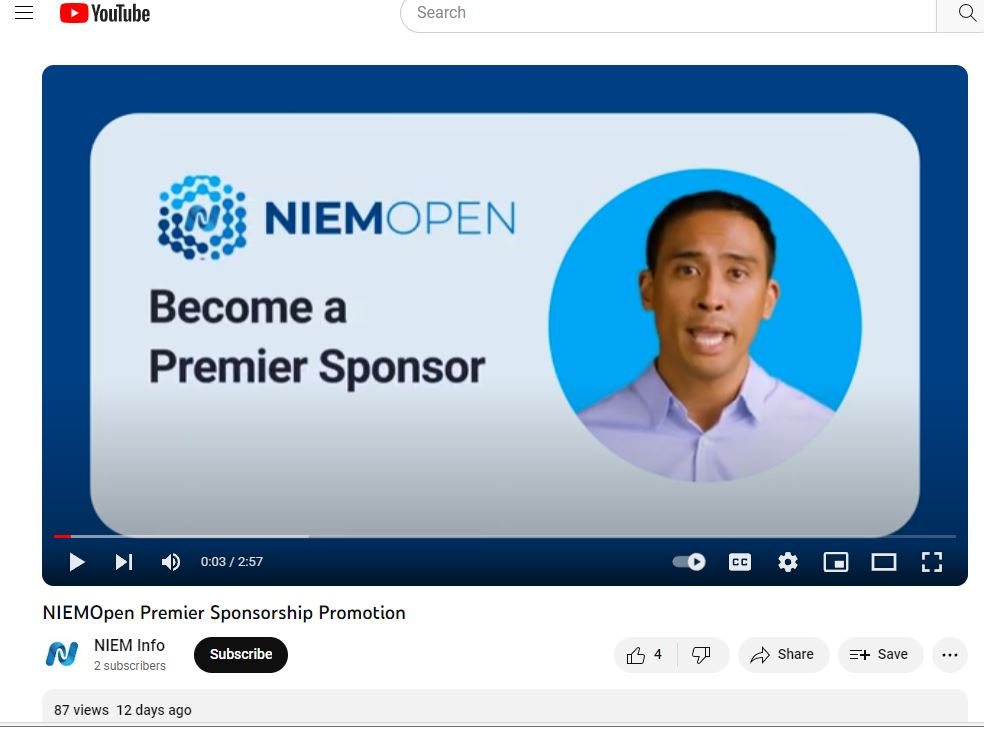 YouTube
Search
NIEMOPEN
Become a
Premier Sponsor
0:03 / 2:57
CC
NIEMOpen Premier Sponsorship Promotion
NIEM Info
2 subscribers
Subscribe
4
Share
Save
87 views 12 days ago